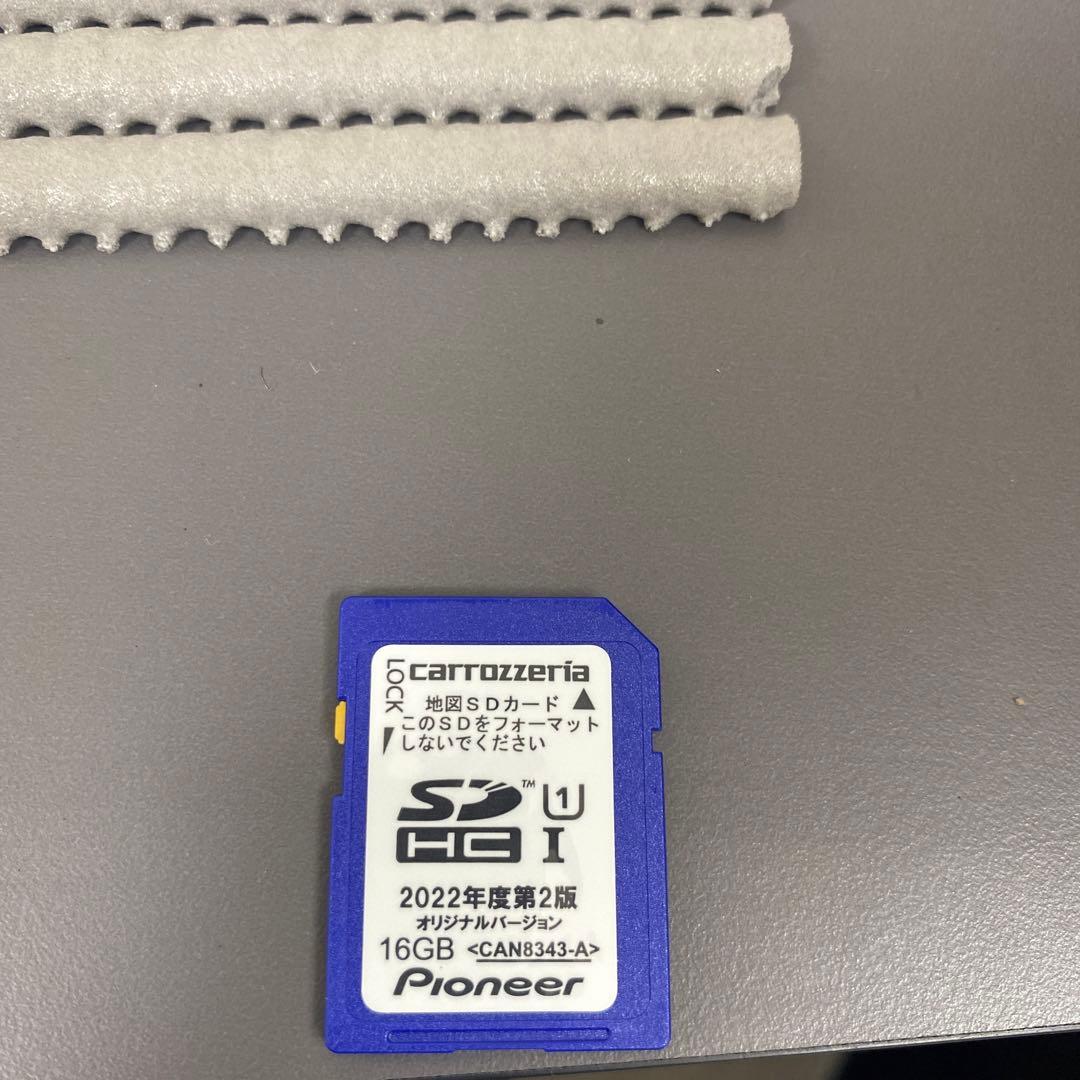 LOCK
carrozzeria
地図SDカード
このSDをフォーマット
しないでください
SD™
HC I
U1
2022年度第2版
オリジナルバージョン
16GB <CAN8343-A>
Pioneer